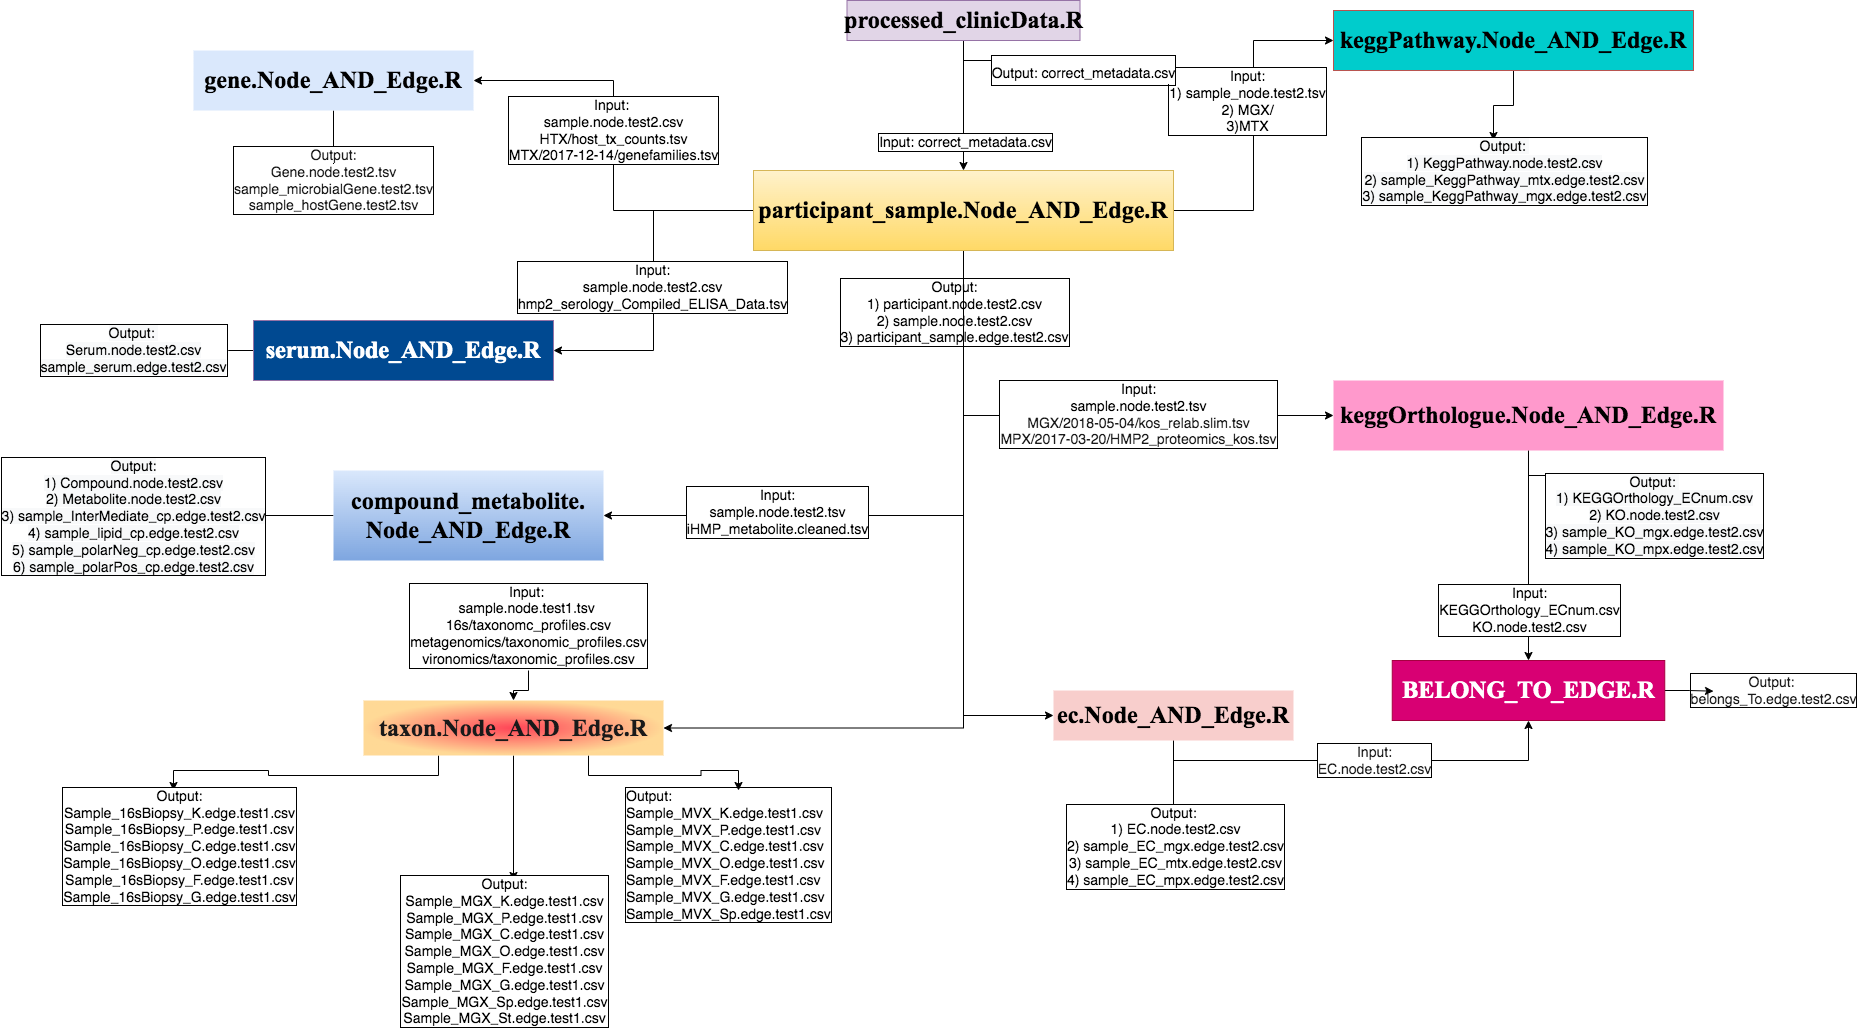 processed_clinicData.R
Output: correct_metadata.csv
Input: correct_metadata.csv
keggPathway.Node_AND_Edge.R
Input:
1) sample_node.test2.tsv
2) MGX/
3)MTX
Output:
1) KeggPathway.node.test2.csv
2) sample_KeggPathway_mtx.edge.test2.csv
3) sample_KeggPathway_mgx.edge.test2.csv
gene.Node_AND_Edge.R
Input:
sample.node.test2.csv
HTX/host_tx_counts.tsv
MTX/2017-12-14/genefamilies.tsv
Output:
Gene.node.test2.tsv
sample_microbialGene.test2.tsv
sample_hostGene.test2.tsv
participant_sample.Node_AND_Edge.R
Input:
sample.node.test2.csv
hmp2_serology_Compiled_ELISA_Data.tsv
Output:
1) participant.node.test2.csv
2) sample.node.test2.csv
3) participant_sample.edge.test2.csv
serum.Node_AND_Edge.R
Output:
Serum.node.test2.csv
sample_serum.edge.test2.csv
Input:
sample.node.test2.tsv
MGX/2018-05-04/kos_relab.slim.tsv
MPX/2017-03-20/HMP2_proteomics_kos.tsv
keggOrthologue.Node_AND_Edge.R
Output:
1) KEGGOrthology_ECnum.csv
2) KO.node.test2.csv
3) sample_KO_mgx.edge.test2.csv
4) sample_KO_mpx.edge.test2.csv
Output:
1) Compound.node.test2.csv
2) Metabolite.node.test2.csv
3) sample_InterMediate_cp.edge.test2.csv
4) sample_lipid_cp.edge.test2.csv
5) sample_polarNeg_cp.edge.test2.csv
6) sample_polarPos_cp.edge.test2.csv
compound_metabolite.
Node_AND_Edge.R
Input:
sample.node.test2.tsv
iHMP_metabolite.cleaned.tsv
Input:
sample.node.test1.tsv
16s/taxonomc_profiles.csv
metagenomics/taxonomic_profiles.csv
vironomics/taxonomic_profiles.csv
Input:
KEGGOrthology_ECnum.csv
KO.node.test2.csv
BELONG_TO_EDGE.R
Output:
belongs_To.edge.test2.csv
taxon.Node_AND_Edge.R
ec.Node_AND_Edge.R
Input:
EC.node.test2.csv
Output:
1) EC.node.test2.csv
2) sample_EC_mgx.edge.test2.csv
3) sample_EC_mtx.edge.test2.csv
4) sample_EC_mpx.edge.test2.csv
Output:
Sample_16sBiopsy_K.edge.test1.csv
Sample_16sBiopsy_P.edge.test1.csv
Sample_16sBiopsy_C.edge.test1.csv
Sample_16sBiopsy_O.edge.test1.csv
Sample_16sBiopsy_F.edge.test1.csv
Sample_16sBiopsy_G.edge.test1.csv
Output:
Sample_MGX_K.edge.test1.csv
Sample_MGX_P.edge.test1.csv
Sample_MGX_C.edge.test1.csv
Sample_MGX_O.edge.test1.csv
Sample_MGX_F.edge.test1.csv
Sample_MGX_G.edge.test1.csv
Sample_MGX_Sp.edge.test1.csv
Sample_MGX_St.edge.test1.csv
Output:
Sample_MVX_K.edge.test1.csv
Sample_MVX_P.edge.test1.csv
Sample_MVX_C.edge.test1.csv
Sample_MVX_O.edge.test1.csv
Sample_MVX_F.edge.test1.csv
Sample_MVX_G.edge.test1.csv
Sample_MVX_Sp.edge.test1.csv